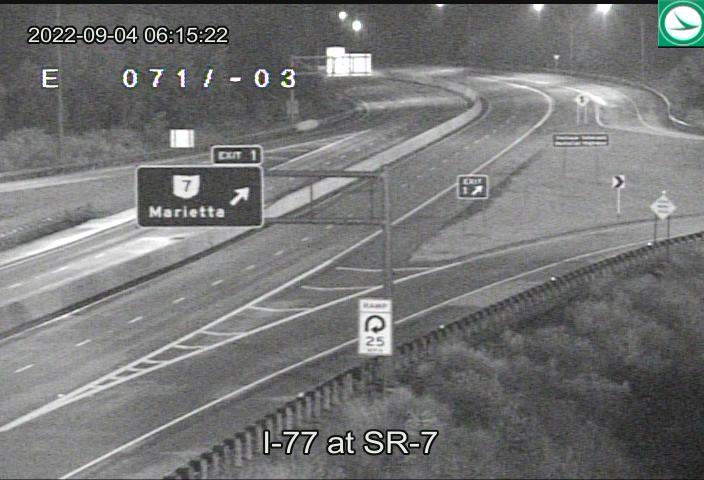 2022-09-04 06:15:22
E 071/-03
EXIT 1
7
Marietta
EXIT
1
RAMP
25
I-77 at SR-7